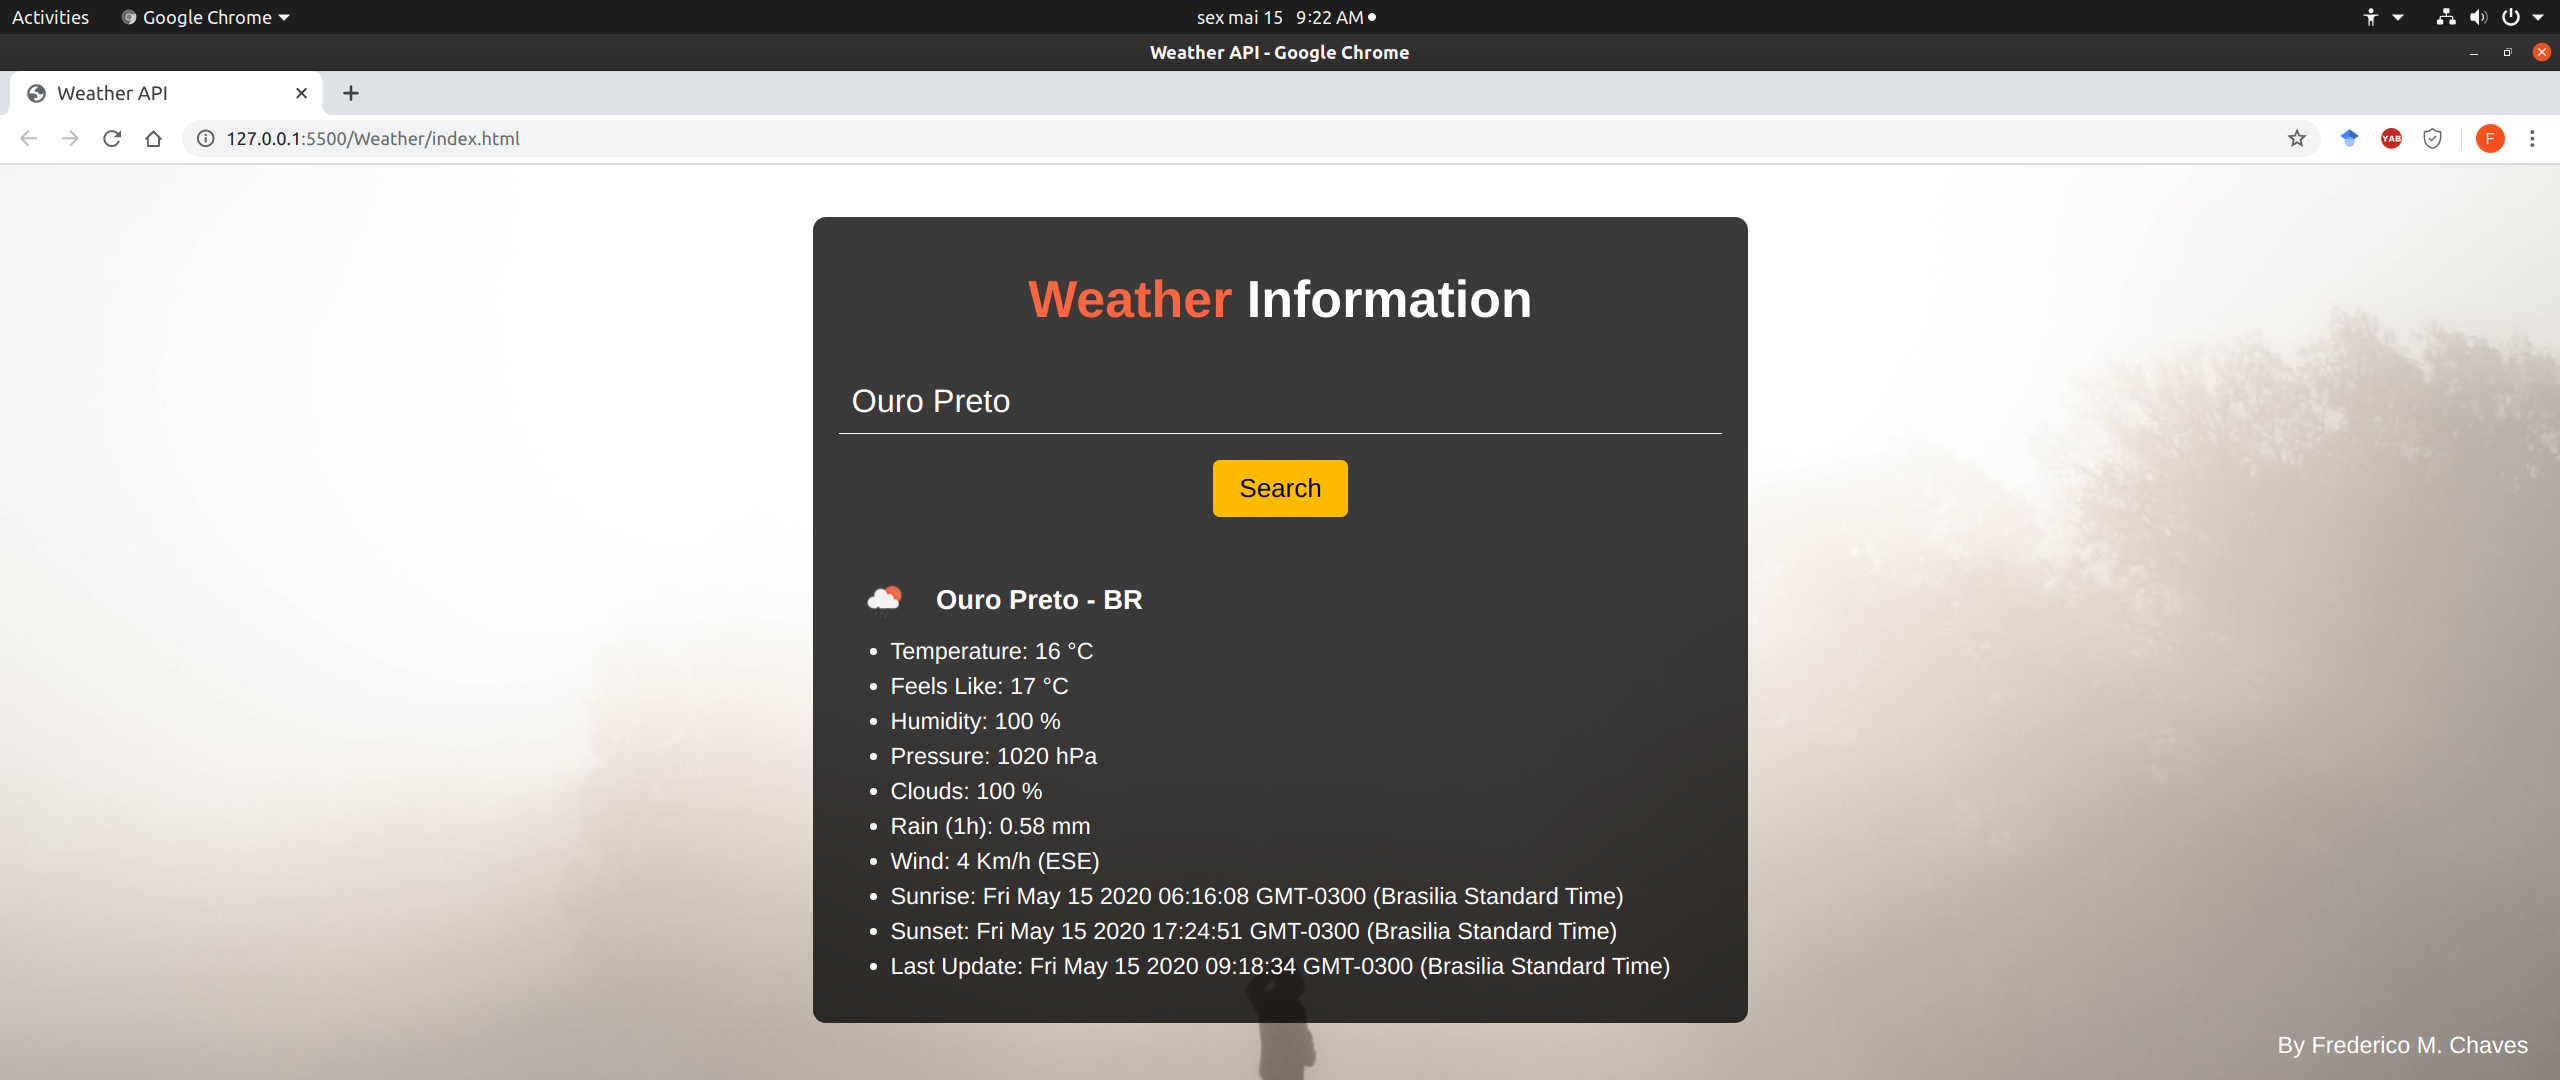 Activities Google Chrome sex mai 15 9:22 AM
Weather API - Google Chrome
Weather API
127.0.0.1:5500/Weather/index.html YAB F
Weather Information
Ouro Preto
Search
Ouro Preto - BR
Temperature: 16 °C
Feels Like: 17 °C
Humidity: 100 %
Pressure: 1020 hPa
Clouds: 100 %
Rain (1h): 0.58 mm
Wind: 4 Km/h (ESE)
Sunrise: Fri May 15 2020 06:16:08 GMT-0300 (Brasilia Standard Time)
Sunset: Fri May 15 2020 17:24:51 GMT-0300 (Brasilia Standard Time)
Last Update: Fri May 15 2020 09:18:34 GMT-0300 (Brasilia Standard Time)
By Frederico M. Chaves